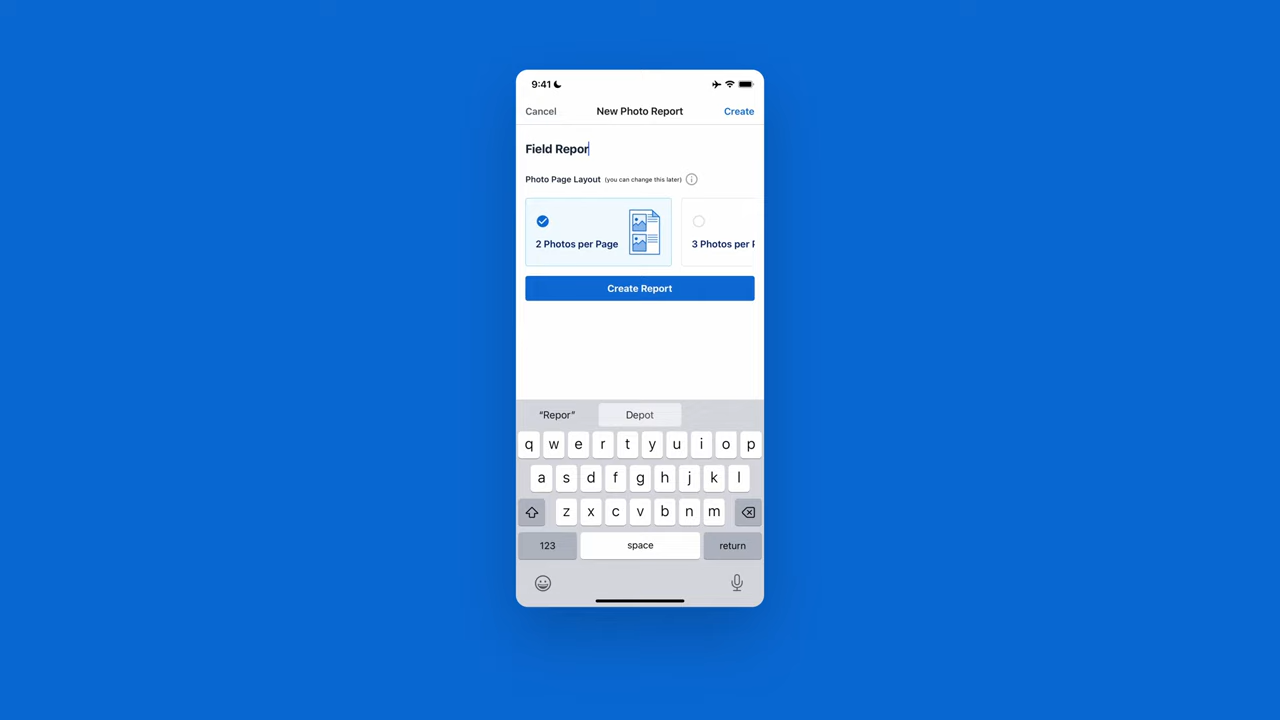 9:41
Cancel New Photo Report Create
Field Repor
Photo Page Layout (you can change this later)
2 Photos per Page
3 Photos per
Create Report
“Repor” Depot
q w e r t y u i o p
a s d f g h j k l
z x c v b n m
123 space return